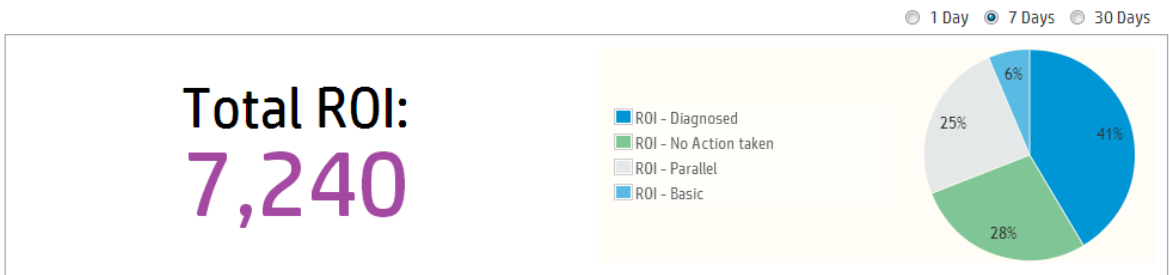 1 Day 7 Days 30 Days
Total ROI:
7,240
ROI - Diagnosed
ROI - No Action taken
ROI - Parallel
ROI - Basic
6%
41%
25%
28%